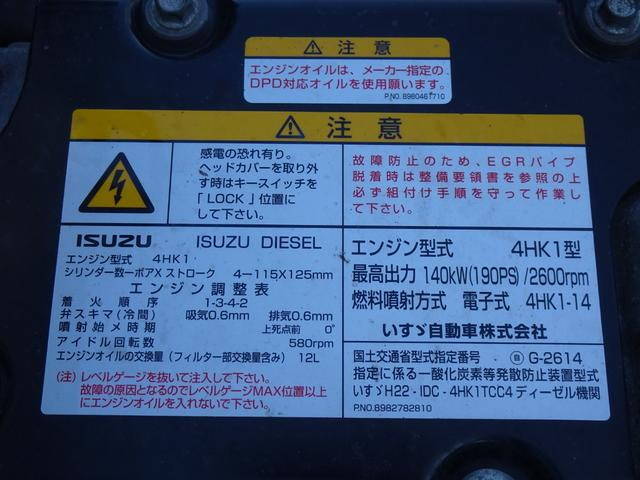 ⚠ 注意
エンジンオイルは、メーカー指定の
DPD対応オイルを使用願います。
P.NO.8980461710
⚠ 注意
感電の恐れ有り。
ヘッドカバーを取り外
す時はキースイッチを
「LOCK」位置に
して下さい。
故障防止のため、EGRパイプ
脱着時は整備要領書を参照の上
必ず組付け手順を守って作業し
て下さい。
ISUZU ISUZU DIESEL
エンジン型式 4HK1
シリンダー数ーボアXストローク 4ー115X125mm
エンジン調整表
着火順序 1-3-4-2
弁スキマ(冷間) 吸気0.6mm 排気0.6mm
噴射始メ時期 上死点前 0°
アイドル回転数 580rpm
エンジンオイルの交換量(フィルター部交換量含み) 12L
(注)レベルゲージを抜いて注入して下さい。
故障の原因となるのでレベルゲージMAX位置以上
にエンジンオイルを入れないで下さい。
エンジン型式 4HK1型
最高出力 140kW(190PS)/2600rpm
燃料噴射方式 電子式 4HK1-14
いすゞ自動車株式会社
国土交通省型式指定番号 G-2614
指定に係る一酸化炭素等発散防止装置型式
いすゞH22-IDC-4HK1TCC4ディーゼル機関
P.NO.8982782810